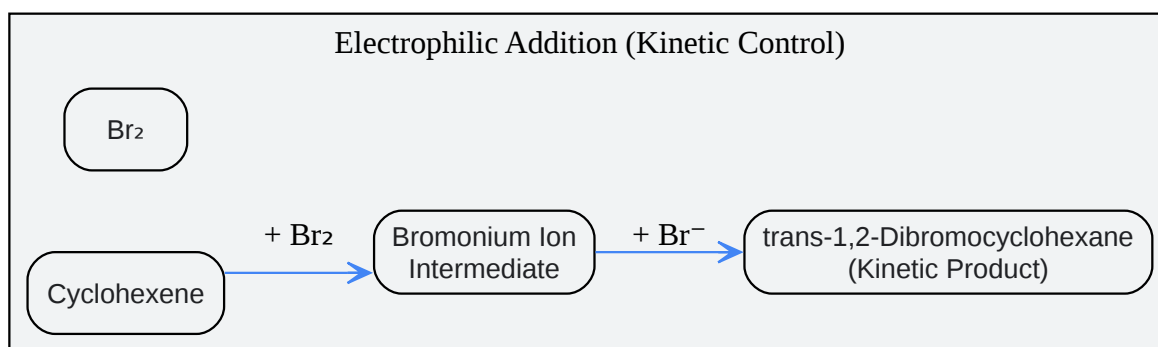 Electrophilic Addition (Kinetic Control)
Br₂
+ Br₂
Bromonium Ion
Intermediate
+ Br⁻
trans-1,2-Dibromocyclohexane
(Kinetic Product)
Cyclohexene